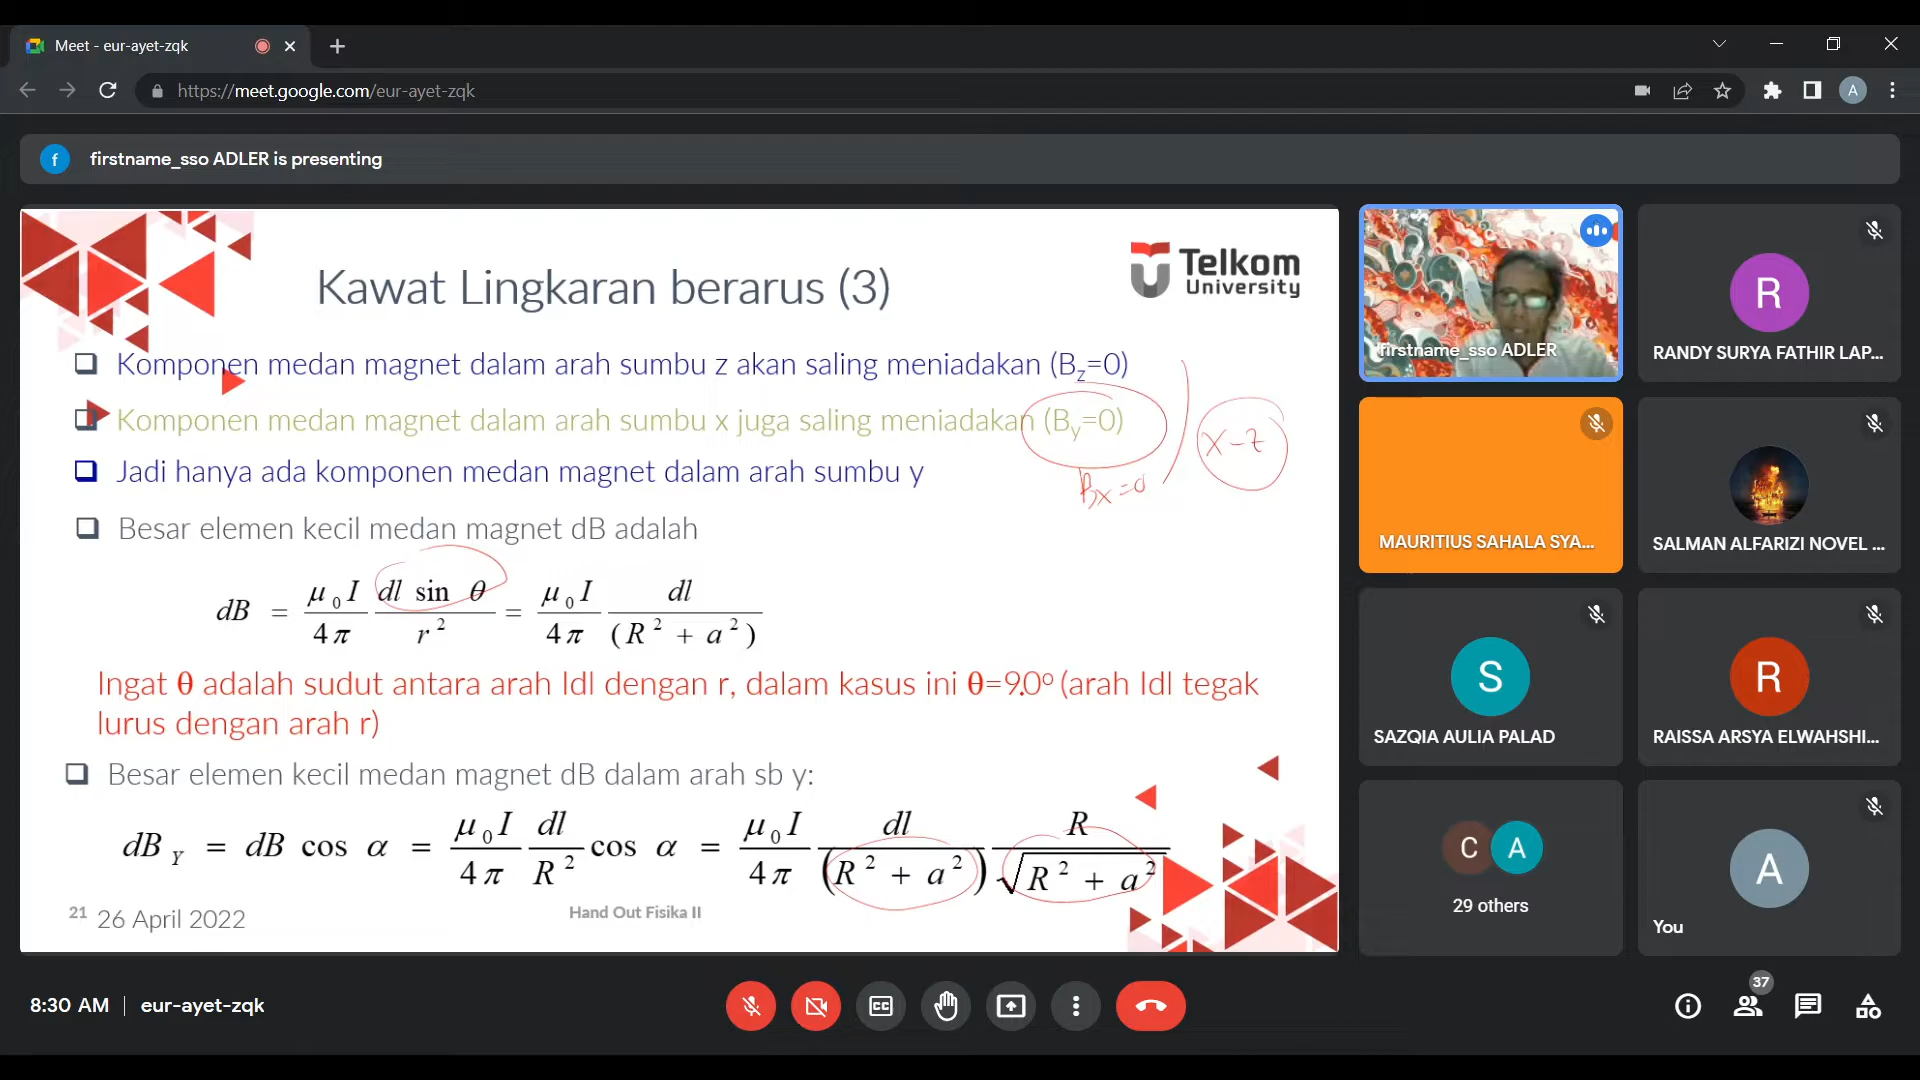 Meet - eur-ayet-zqk
https://meet.google.com/eur-ayet-zqk
A
f
firstname_sso ADLER is presenting
Telkom
University
Kawat Lingkaran berarus (3)
Komponen medan magnet dalam arah sumbu z akan saling meniadakan (Bz=0)
Komponen medan magnet dalam arah sumbu x juga saling meniadakan (By=0)
x-z
Jadi hanya ada komponen medan magnet dalam arah sumbu y
Bx=0
Besar elemen kecil medan magnet dB adalah
dB = μ₀I/4π dl sin θ/r² = μ₀I/4π dl/(R² + a²)
Ingat θ adalah sudut antara arah Idl dengan r, dalam kasus ini θ=90° (arah Idl tegak
lurus dengan arah r)
Besar elemen kecil medan magnet dB dalam arah sb y:
dB Y = dB cos α = μ₀I/4π dl/R² cos α = μ₀I/4π dl/(R² + a²) R/√R² + a²
21
26 April 2022
Hand Out Fisika II
firstname_sso ADLER
R
RANDY SURYA FATHIR LAP...
MAURITIUS SAHALA SYA...
SALMAN ALFARIZI NOVEL ...
S
SAZQIA AULIA PALAD
R
RAISSA ARSYA ELWAHSHI...
C
A
29 others
A
You
8:30 AM
eur-ayet-zqk
CC
37